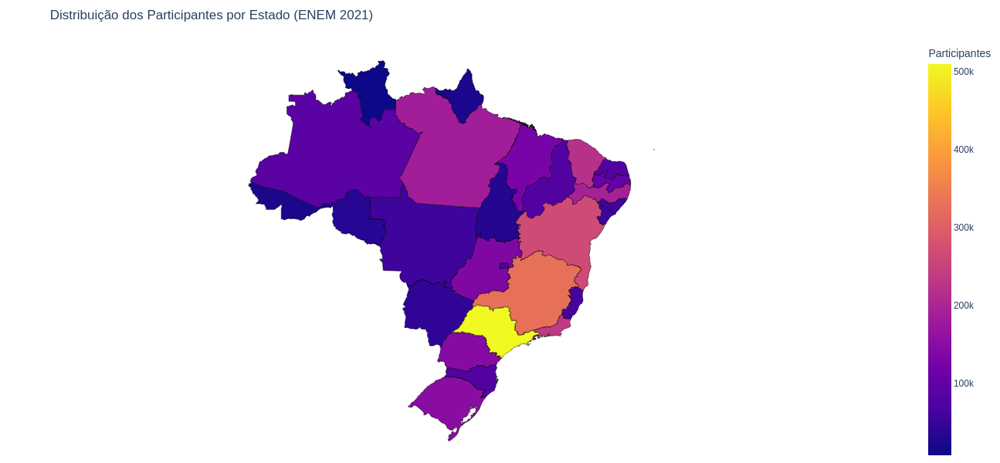 Distribuição dos Participantes por Estado (ENEM 2021)
Participantes
500k
400k
300k
200k
100k